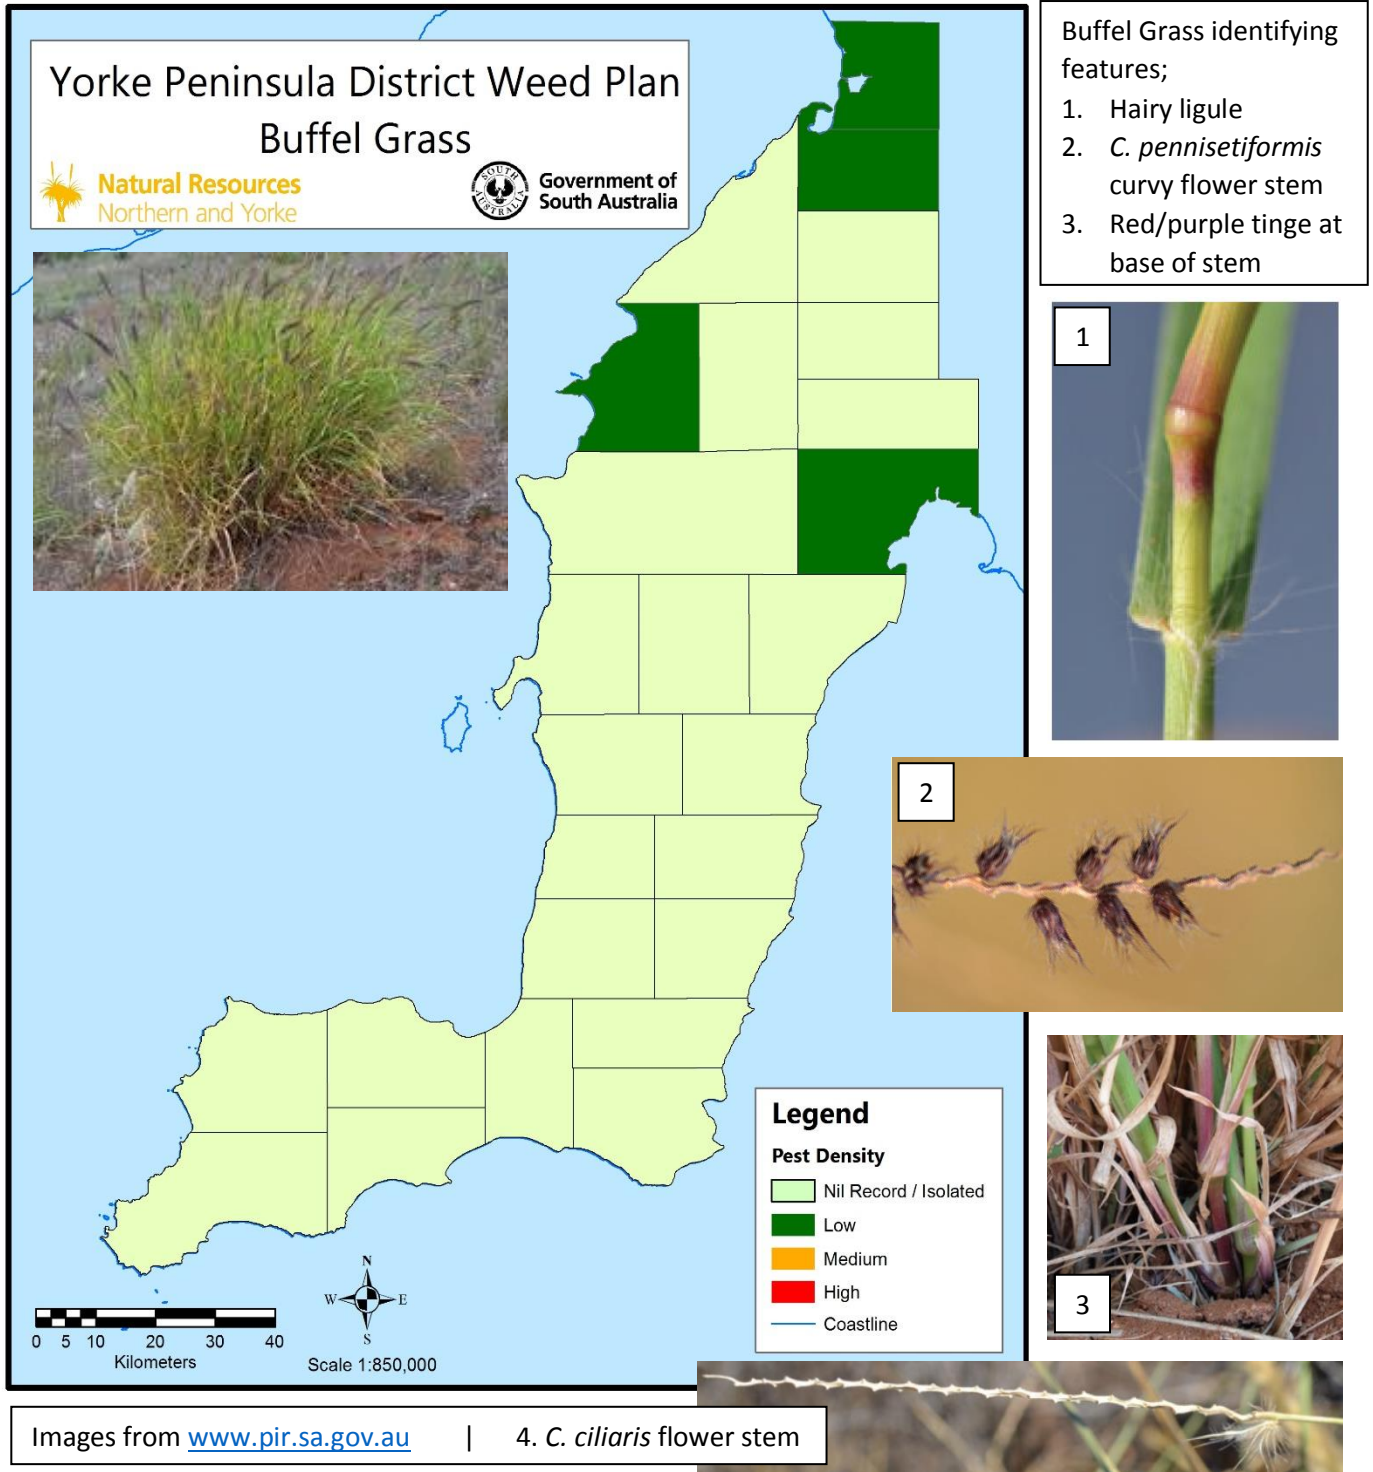 Yorke Peninsula District Weed Plan
Buffel Grass
Natural Resources
Northern and Yorke
SOUTH AUSTRALIA
Government of
South Australia
Buffel Grass identifying
features;
1. Hairy ligule
2. C. pennisetiformis
curvy flower stem
3. Red/purple tinge at
base of stem
1
2
3
Legend
Pest Density
Nil Record / Isolated
Low
Medium
High
Coastline
N
W E
S
0 5 10 20 30 40
Kilometers
Scale 1:850,000
Images from www.pir.sa.gov.au | 4. C. ciliaris flower stem